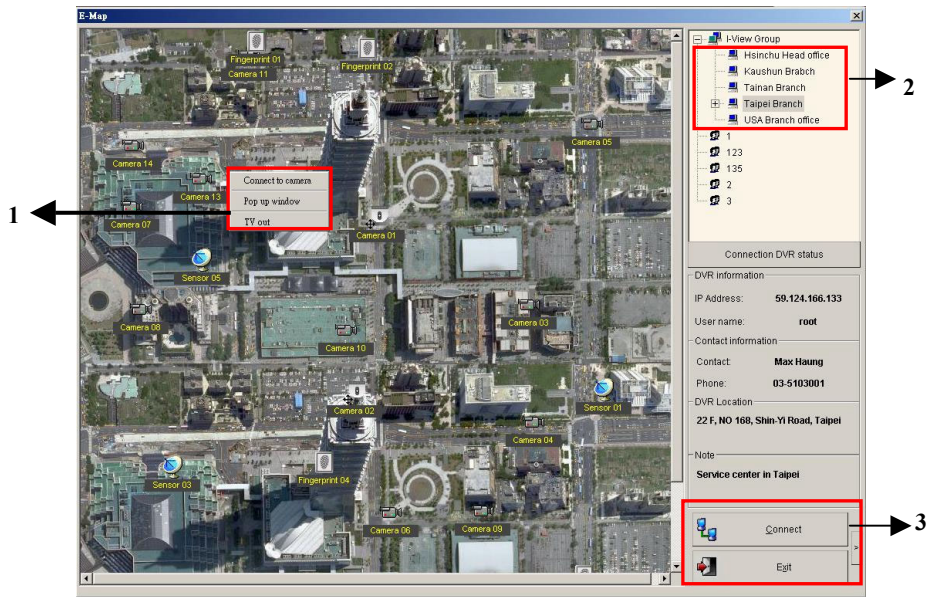 E-Map
Fingerprint 01
Camera 11
Fingerprint 02
Camera 05
Camera 14
Camera 13
Connect to camera
Pop up window
TV out
Camera 07
Camera 01
Sensor 05
Camera 08
Camera 03
Camera 10
Camera 02
Sensor 01
Camera 04
Sensor 03
Fingerprint 04
Camera 06
Camera 09
I-View Group
Hsinchu Head office
Kaushun Brabch
Tainan Branch
Taipei Branch
USA Branch office
1
123
135
2
3
Connection DVR status
DVR information
IP Address: 59.124.166.133
User name: root
Contact information
Contact: Max Haung
Phone: 03-5103001
DVR Location
22 F, NO 168, Shin-Yi Road, Taipei
Note
Service center in Taipei
Connect
Exit
>
1
2
3